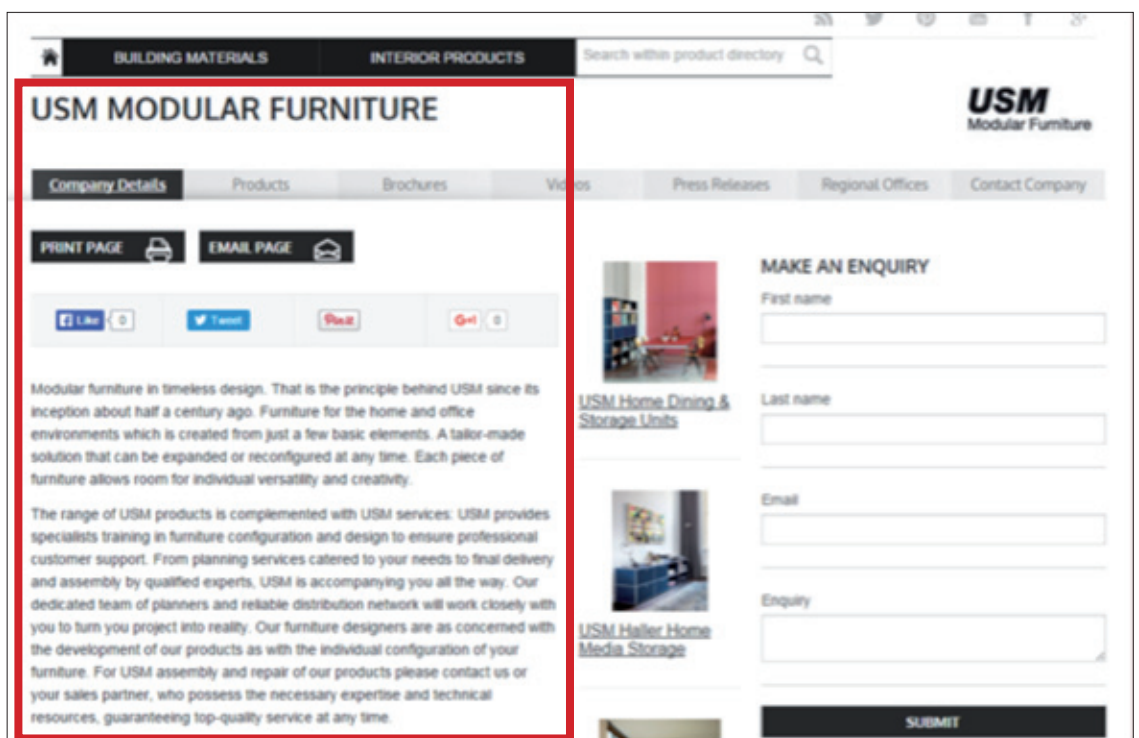 BUILDING MATERIALS INTERIOR PRODUCTS Search within product directory
USM MODULAR FURNITURE
USM
Modular Furniture
Company Details Products Brochures Videos Press Releases Regional Offices Contact Company
PRINT PAGE EMAIL PAGE
Like 0 Tweet Pin it G+1 0
Modular furniture in timeless design. That is the principle behind USM since its
inception about half a century ago. Furniture for the home and office
environments which is created from just a few basic elements. A tailor-made
solution that can be expanded or reconfigured at any time. Each piece of
furniture allows room for individual versatility and creativity.
The range of USM products is complemented with USM services: USM provides
specialists training in furniture configuration and design to ensure professional
customer support. From planning services catered to your needs to final delivery
and assembly by qualified experts, USM is accompanying you all the way. Our
dedicated team of planners and reliable distribution network will work closely with
you to turn you project into reality. Our furniture designers are as concerned with
the development of our products as with the individual configuration of your
furniture. For USM assembly and repair of our products please contact us or
your sales partner, who possess the necessary expertise and technical
resources, guaranteeing top-quality service at any time.
USM Home Dining &
Storage Units
USM Haller Home
Media Storage
MAKE AN ENQUIRY
First name
Last name
Email
Enquiry
SUBMIT